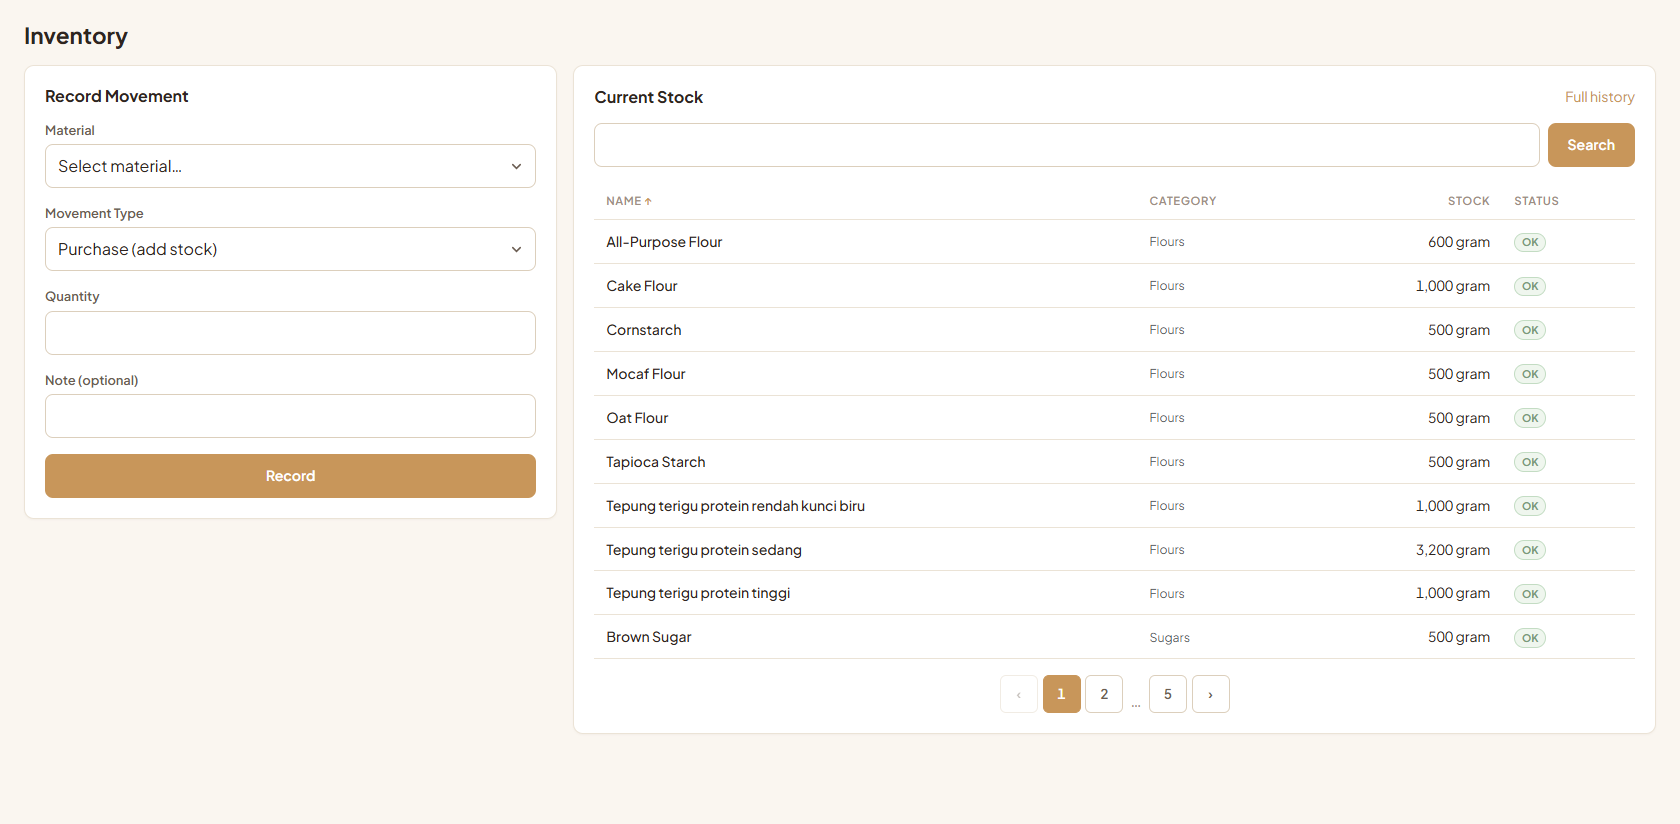 Inventory
Record Movement
Material
Select material...
Movement Type
Purchase (add stock)
Quantity
Note (optional)
Record
Current Stock
Full history
Search
NAME ↑ CATEGORY STOCK STATUS
All-Purpose Flour Flours 600 gram OK
Cake Flour Flours 1,000 gram OK
Cornstarch Flours 500 gram OK
Mocaf Flour Flours 500 gram OK
Oat Flour Flours 500 gram OK
Tapioca Starch Flours 500 gram OK
Tepung terigu protein rendah kunci biru Flours 1,000 gram OK
Tepung terigu protein sedang Flours 3,200 gram OK
Tepung terigu protein tinggi Flours 1,000 gram OK
Brown Sugar Sugars 500 gram OK
‹ 1 2 ... 5 ›